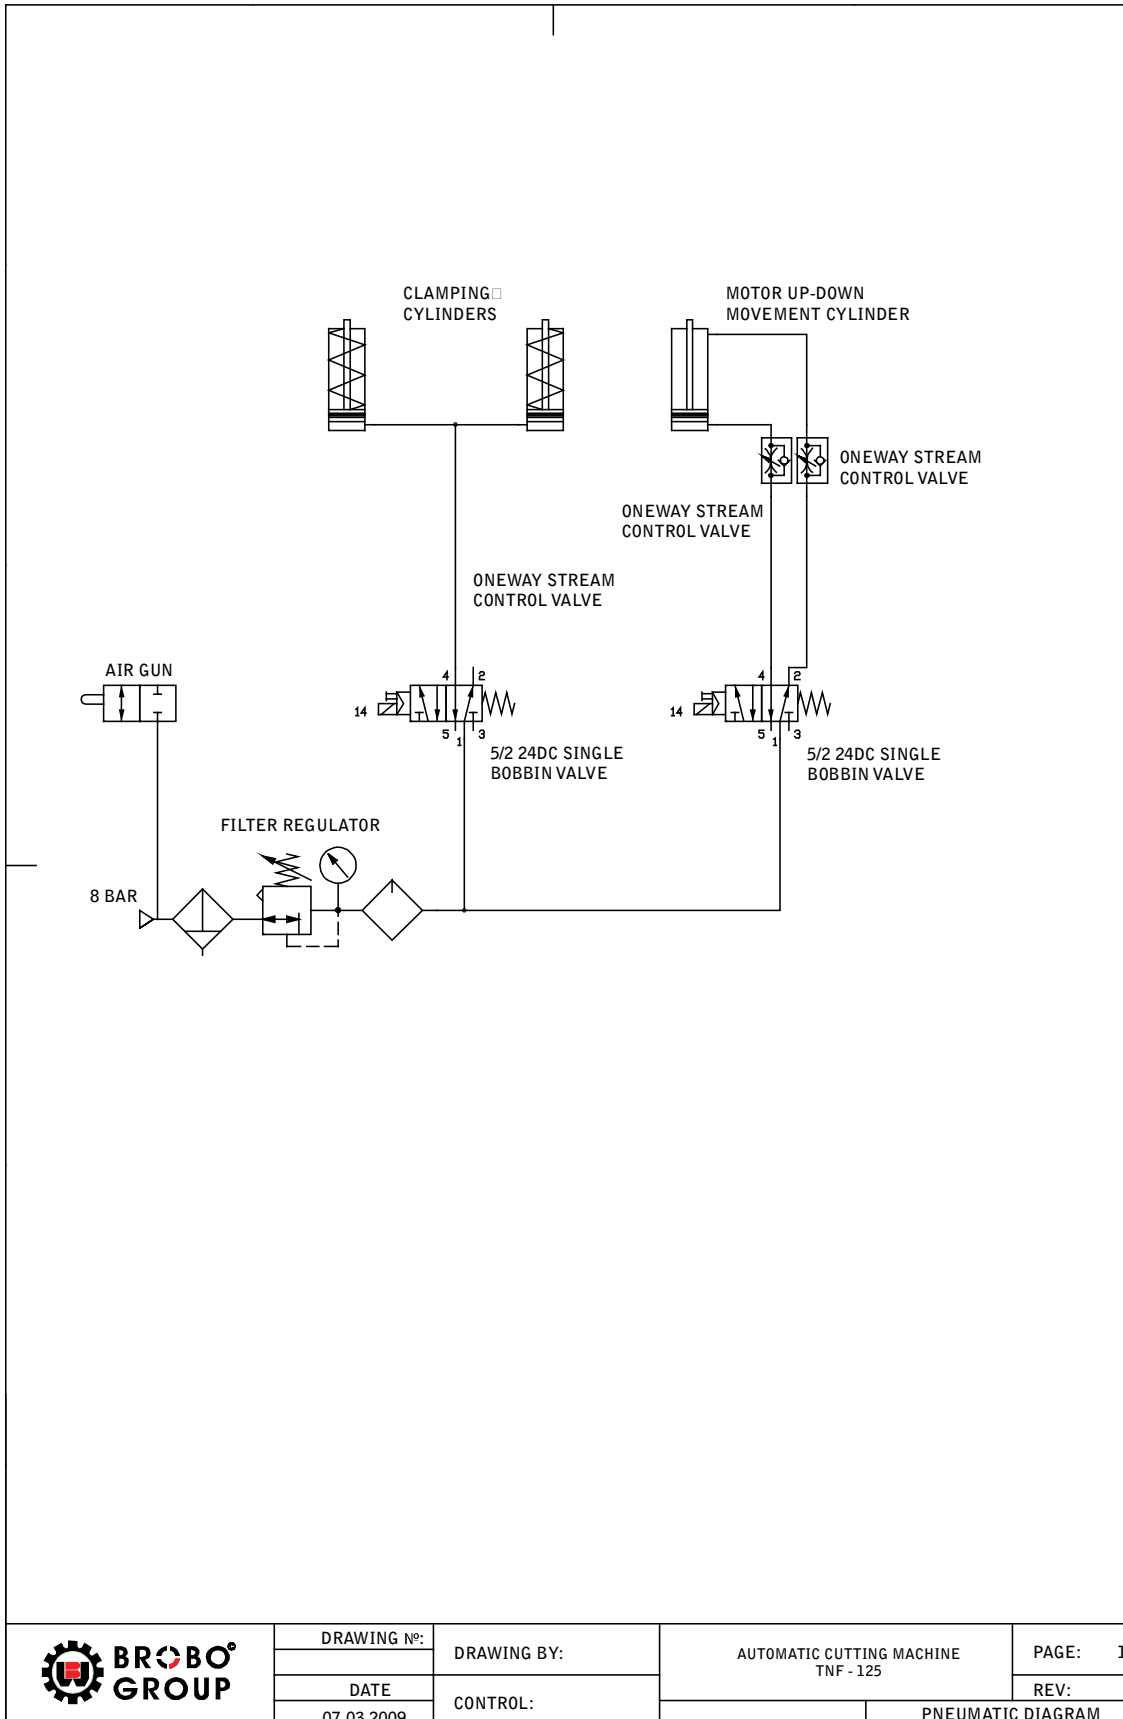 CLAMPING
CYLINDERS
MOTOR UP-DOWN
MOVEMENT CYLINDER
ONEWAY STREAM
CONTROL VALVE
ONEWAY STREAM
CONTROL VALVE
ONEWAY STREAM
CONTROL VALVE
AIR GUN
4
2
14
5
1
3
4
2
14
5
1
3
5/2 24DC SINGLE
BOBBIN VALVE
5/2 24DC SINGLE
BOBBIN VALVE
FILTER REGULATOR
8 BAR
BROBO
GROUP
DRAWING Nº:
DATE
07.03.2009
DRAWING BY:
CONTROL:
AUTOMATIC CUTTING MACHINE
TNF - 125
PAGE:
REV:
PNEUMATIC DIAGRAM